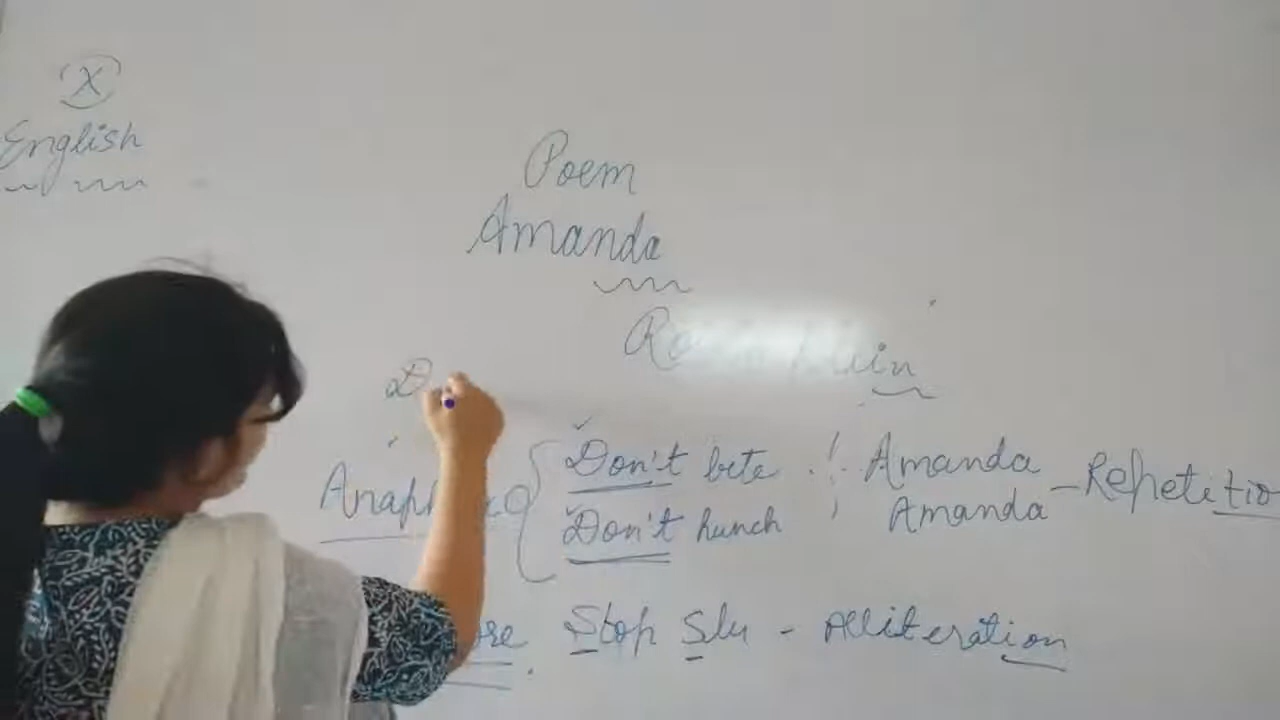 X
English
Poem
Amanda
D
Don't bite ! Amanda
Don't hunch ! Amanda - Repetitio
Stop Slu - Alliteration